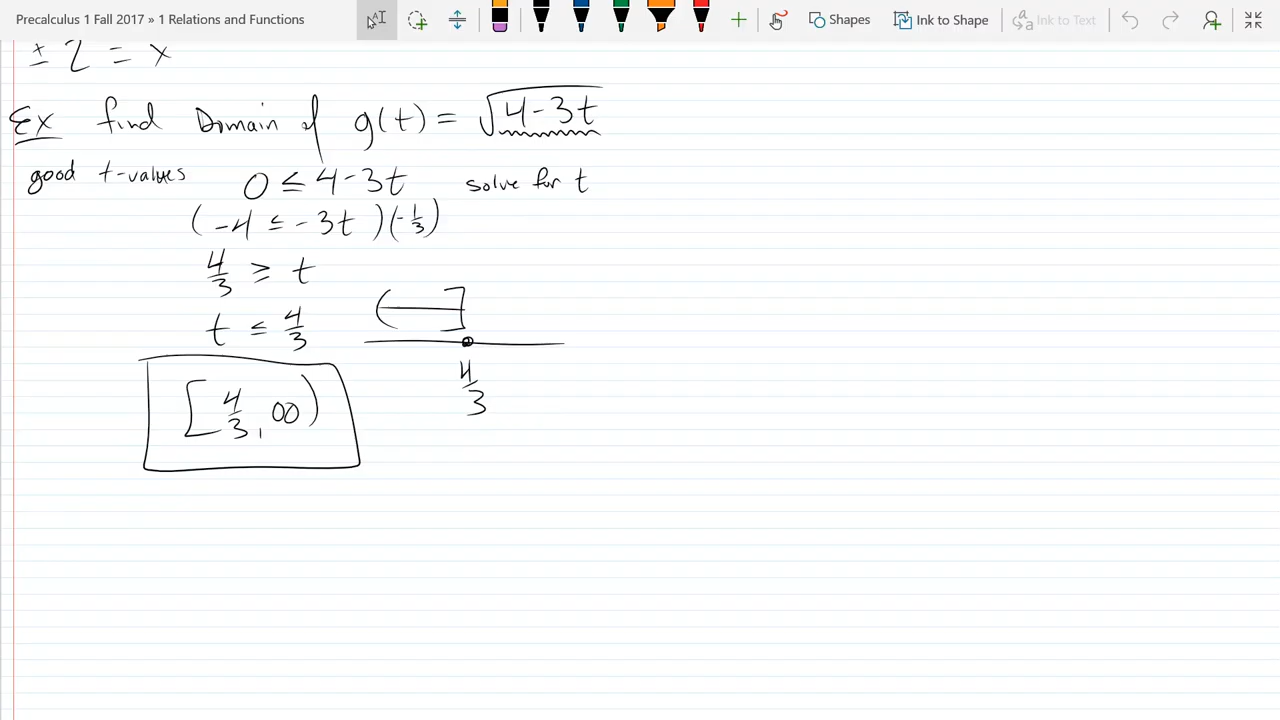 Precalculus 1 Fall 2017 » 1 Relations and Functions
Shapes Ink to Shape Ink to Text
± 2 = x
Ex find Domain of g(t) = √(4-3t)
good t-values 0 ≤ 4-3t solve for t
(-4 ≤ -3t)(-1/3)
4/3 ≥ t
t ≤ 4/3
4/3
[4/3, ∞)